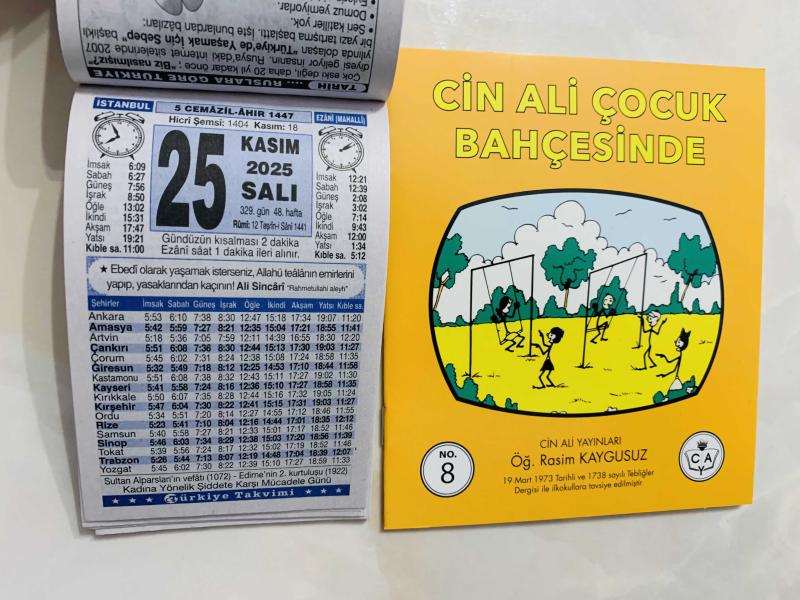 • Domuz yemiyorlar.
• Seri katiller yok.
bir yazı tartışma başlattı. İşte bunlardan bâzıları:
yılında dolaşan "Türkiye'de Yaşamak İçin Sebep" başlıklı
diyesi geliyor insanın. Rusya'daki internet sitelerinde 2007
Çok eski değil, daha 20 yıl kadar önce; "Biz nasılmışız?"
TARİH .... RUSLARA GÖRE TÜRKİYE
İSTANBUL
5 CEMÂZİL-ÂHIR 1447
Hicrî Şemsî: 1404 Kasım: 18
EZÂNÎ (MAHALLÎ)
25
KASIM
2025
SALI
329. gün 48. hafta
Rûmî: 12 Teşrîn-i Sânî 1441
İmsak 6:09
Sabah 6:27
Güneş 7:56
İşrak 8:50
Öğle 13:02
İkindi 15:31
Akşam 17:47
Yatsı 19:21
Kıble sa. 11:00
İmsak 12:21
Sabah 12:39
Güneş 2:08
İşrak 3:02
Öğle 7:14
İkindi 9:43
Akşam 12:00
Yatsı 1:34
Kıble sa. 5:12
Gündüzün kısalması 2 dakika
Ezânî sâat 1 dakika ileri alınır.
★ Ebedî olarak yaşamak isterseniz, Allahü teâlânın emirlerini
yapıp, yasaklarından kaçının! Ali Sincârî "Rahmetullahi aleyh"
Şehirler İmsak Sabah Güneş İşrak Öğle İkindi Akşam Yatsı Kıble sa.
Ankara 5:53 6:10 7:38 8:30 12:47 15:18 17:34 19:07 11:20
Amasya 5:42 5:59 7:27 8:21 12:35 15:04 17:21 18:55 11:41
Artvin 5:18 5:36 7:05 7:59 12:11 14:39 16:55 18:30 12:20
Çankırı 5:51 6:08 7:36 8:30 12:44 15:13 17:30 19:03 11:27
Çorum 5:45 6:02 7:31 8:24 12:38 15:08 17:24 18:58 11:35
Giresun 5:32 5:49 7:18 8:12 12:25 14:53 17:10 18:44 11:58
Kastamonu 5:51 6:08 7:38 8:32 12:43 15:11 17:27 19:02 11:30
Kayseri 5:41 5:58 7:24 8:16 12:36 15:10 17:27 18:58 11:35
Kırıkkale 5:50 6:07 7:35 8:28 12:44 15:16 17:32 19:05 11:24
Kırşehir 5:47 6:04 7:30 8:22 12:41 15:15 17:31 19:03 11:27
Ordu 5:34 5:51 7:20 8:14 12:27 14:55 17:12 18:46 11:55
Rize 5:23 5:41 7:10 8:04 12:16 14:44 17:01 18:35 12:12
Samsun 5:40 5:58 7:27 8:21 12:33 15:01 17:17 18:52 11:46
Sinop 5:46 6:03 7:34 8:29 12:38 15:03 17:20 18:56 11:39
Tokat 5:39 5:56 7:24 8:17 12:32 15:02 17:19 18:52 11:46
Trabzon 5:26 5:44 7:13 8:07 12:19 14:48 17:04 18:39 12:07
Yozgat 5:45 6:02 7:30 8:22 12:39 15:10 17:27 18:59 11:33
Sultan Alparslan'ın vefâtı (1072) - Edirne'nin 2. kurtuluşu (1922)
Kadına Yönelik Şiddete Karşı Mücadele Günü
★ ★ ★ Türkiye Takvimi ★ ★ ★
CİN ALİ ÇOCUK
BAHÇESİNDE
CİN ALİ YAYINLARI
Öğ. Rasim KAYGUSUZ
19 Mart 1973 Tarihli ve 1738 sayılı Tebliğler
Dergisi ile ilkokullara tavsiye edilmiştir
NO.
8
C A
Y